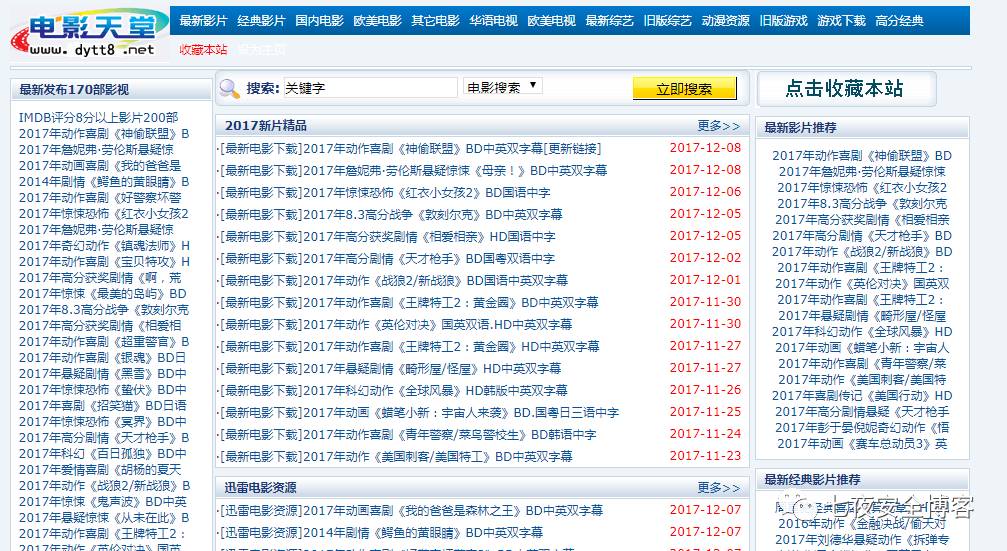 电影天堂
www.dytt8.net
最新影片 经典影片 国内电影 欧美电影 其它电影 华语电视 欧美电视 最新综艺 旧版综艺 动漫资源 旧版游戏 游戏下载 高分经典
收藏本站 设为主页
最新发布170部影视
IMDB评分8分以上影片200部
2017年动作喜剧《神偷联盟》B
2017年詹妮弗·劳伦斯悬疑惊
2017年动画喜剧《我的爸爸是
2014年剧情《鳄鱼的黄眼睛》B
2017年动作喜剧《好警察坏警
2017年惊悚恐怖《红衣小女孩2
2017年詹妮弗·劳伦斯悬疑惊
2017年奇幻动作《镇魂法师》H
2017年动作喜剧《宝贝特攻》H
2017年高分获奖剧情《啊，荒
2017年惊悚《最美的岛屿》BD
2017年8.3高分战争《敦刻尔克
2017年高分获奖剧情《相爱相
2017年动作喜剧《超重警官》B
2017年动作喜剧《银魂》BD日
2017年悬疑剧情《黑雪》BD中
2017年惊悚恐怖《蛰伏》BD中
2017年喜剧《招笑猫》BD日语
2017年惊悚恐怖《冥界》BD中
2017年高分剧情《天才枪手》B
2017年科幻《百日孤独》BD中
2017年爱情喜剧《胡杨的夏天
2017年动作《战狼2/新战狼》B
2017年惊悚《鬼声波》BD中英
2017年悬疑惊悚《从未在此》B
2017年动作喜剧《王牌特工2：
2017年动作《英伦对决》国英
搜索: 关键字 电影搜索 立即搜索
2017新片精品 更多>>
·[最新电影下载]2017年动作喜剧《神偷联盟》BD中英双字幕[更新链接] 2017-12-08
·[最新电影下载]2017年詹妮弗·劳伦斯悬疑惊悚《母亲！》BD中英双字幕 2017-12-08
·[最新电影下载]2017年惊悚恐怖《红衣小女孩2》BD国语中字 2017-12-06
·[最新电影下载]2017年8.3高分战争《敦刻尔克》BD中英双字幕 2017-12-05
·[最新电影下载]2017年高分获奖剧情《相爱相亲》HD国语中字 2017-12-05
·[最新电影下载]2017年高分剧情《天才枪手》BD国粤双语中字 2017-12-02
·[最新电影下载]2017年动作《战狼2/新战狼》BD国语中英双字幕 2017-12-01
·[最新电影下载]2017年动作喜剧《王牌特工2：黄金圈》BD中英双字幕 2017-11-30
·[最新电影下载]2017年动作《英伦对决》国英双语.HD中英双字幕 2017-11-30
·[最新电影下载]2017年动作喜剧《王牌特工2：黄金圈》HD中英双字幕 2017-11-27
·[最新电影下载]2017年悬疑剧情《畸形屋/怪屋》HD中英双字幕 2017-11-27
·[最新电影下载]2017年科幻动作《全球风暴》HD韩版中英双字幕 2017-11-26
·[最新电影下载]2017年动画《蜡笔小新：宇宙人来袭》BD.国粤日三语中字 2017-11-25
·[最新电影下载]2017年动作喜剧《青年警察/菜鸟警校生》BD韩语中字 2017-11-24
·[最新电影下载]2017年动作《美国刺客/美国特工》BD中英双字幕 2017-11-23
迅雷电影资源 更多>>
·[迅雷电影资源]2017年动画喜剧《我的爸爸是森林之王》BD中英双字幕 2017-12-07
·[迅雷电影资源]2014年剧情《鳄鱼的黄眼睛》BD中英双字幕 2017-12-07
点击收藏本站
最新影片推荐
2017年动作喜剧《神偷联盟》BD
2017年詹妮弗·劳伦斯悬疑惊悚
2017年惊悚恐怖《红衣小女孩2
2017年8.3高分战争《敦刻尔克
2017年高分获奖剧情《相爱相亲
2017年高分剧情《天才枪手》BD
2017年动作《战狼2/新战狼》BD
2017年动作喜剧《王牌特工2：
2017年动作《英伦对决》国英双
2017年动作喜剧《王牌特工2：
2017年悬疑剧情《畸形屋/怪屋
2017年科幻动作《全球风暴》HD
2017年动画《蜡笔小新：宇宙人
2017年动作喜剧《青年警察/菜
2017年动作《美国刺客/美国特
2017年喜剧传记《美国行动》HD
2017年高分剧情悬疑《天才枪手
2017年彭于晏倪妮奇幻动作《悟
2017年动画《赛车总动员3》英
最新经典影片推荐
七夜安全博客
2016年动作《金融决战/偷天对
2017年刘德华悬疑动作《拆弹专